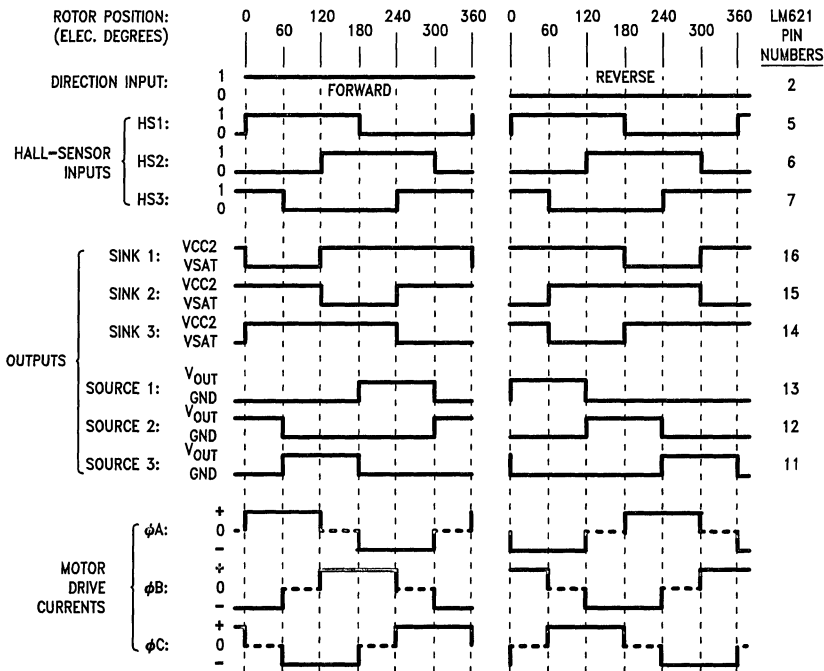 ROTOR POSITION: 0 120 240 360 0 120 240 360 LM621
(ELEC. DEGREES) 60 180 300 60 180 300 PIN
NUMBERS
DIRECTION INPUT: 1 0 FORWARD REVERSE 2
HALL-SENSOR INPUTS
HS1: 1 0 5
HS2: 1 0 6
HS3: 1 0 7
OUTPUTS
SINK 1: VCC2 VSAT 16
SINK 2: VCC2 VSAT 15
SINK 3: VCC2 VSAT 14
SOURCE 1: VOUT GND 13
SOURCE 2: VOUT GND 12
SOURCE 3: VOUT GND 11
MOTOR DRIVE CURRENTS
ϕA: + 0 −
ϕB: + 0 −
ϕC: + 0 −